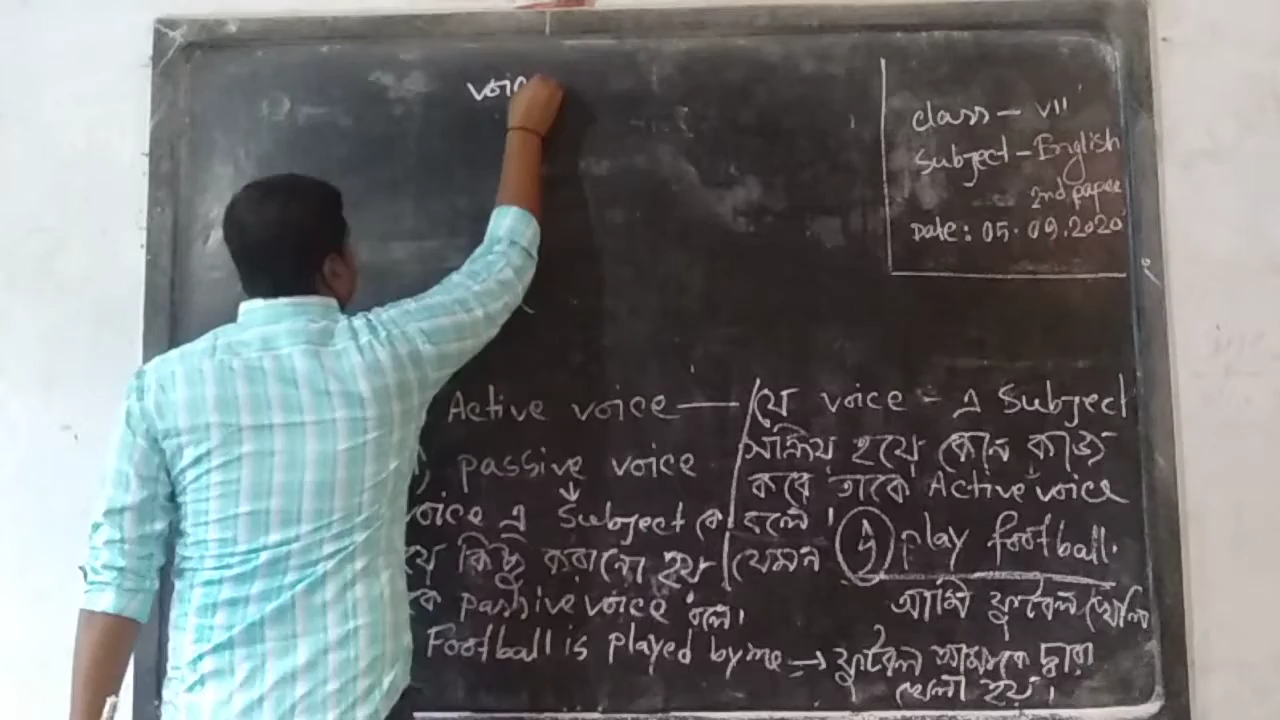 voic
class - VII
Subject - English
2nd paper
Date: 05.09.2020
Active voice —
passive voice
voice এ Subject কে
কিছু করানো হয়
passive voice বলে।
Football is played by me → ফুটবল আমাকে দ্বারা
খেলা হয়।
যে voice - এ Subject
সক্রিয় হয়ে কোন কাজ
করে তাকে Active voice
বলে।
যেমন I play football.
আমি ফুটবল খেলি